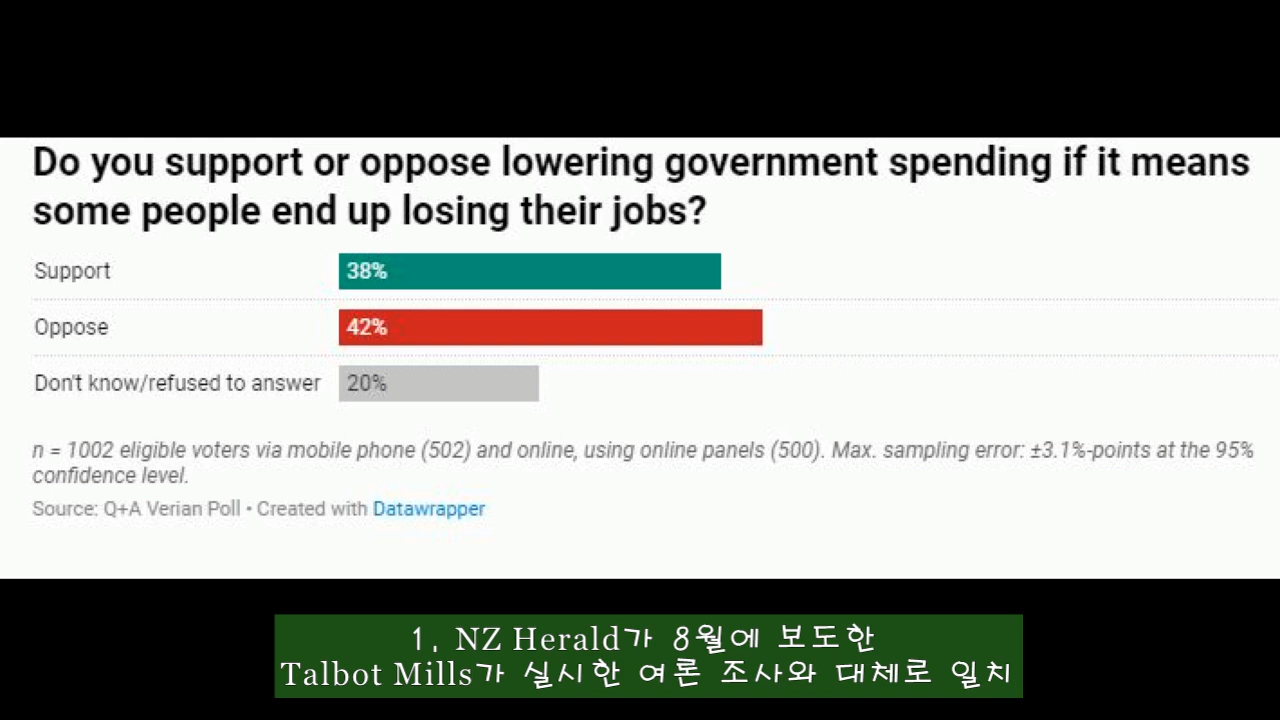 Do you support or oppose lowering government spending if it means
some people end up losing their jobs?
Support 38%
Oppose 42%
Don't know/refused to answer 20%
n = 1002 eligible voters via mobile phone (502) and online, using online panels (500). Max. sampling error: ±3.1%-points at the 95%
confidence level.
Source: Q+A Verian Poll • Created with Datawrapper
1. NZ Herald가 8월에 보도한
Talbot Mills가 실시한 여론 조사와 대체로 일치